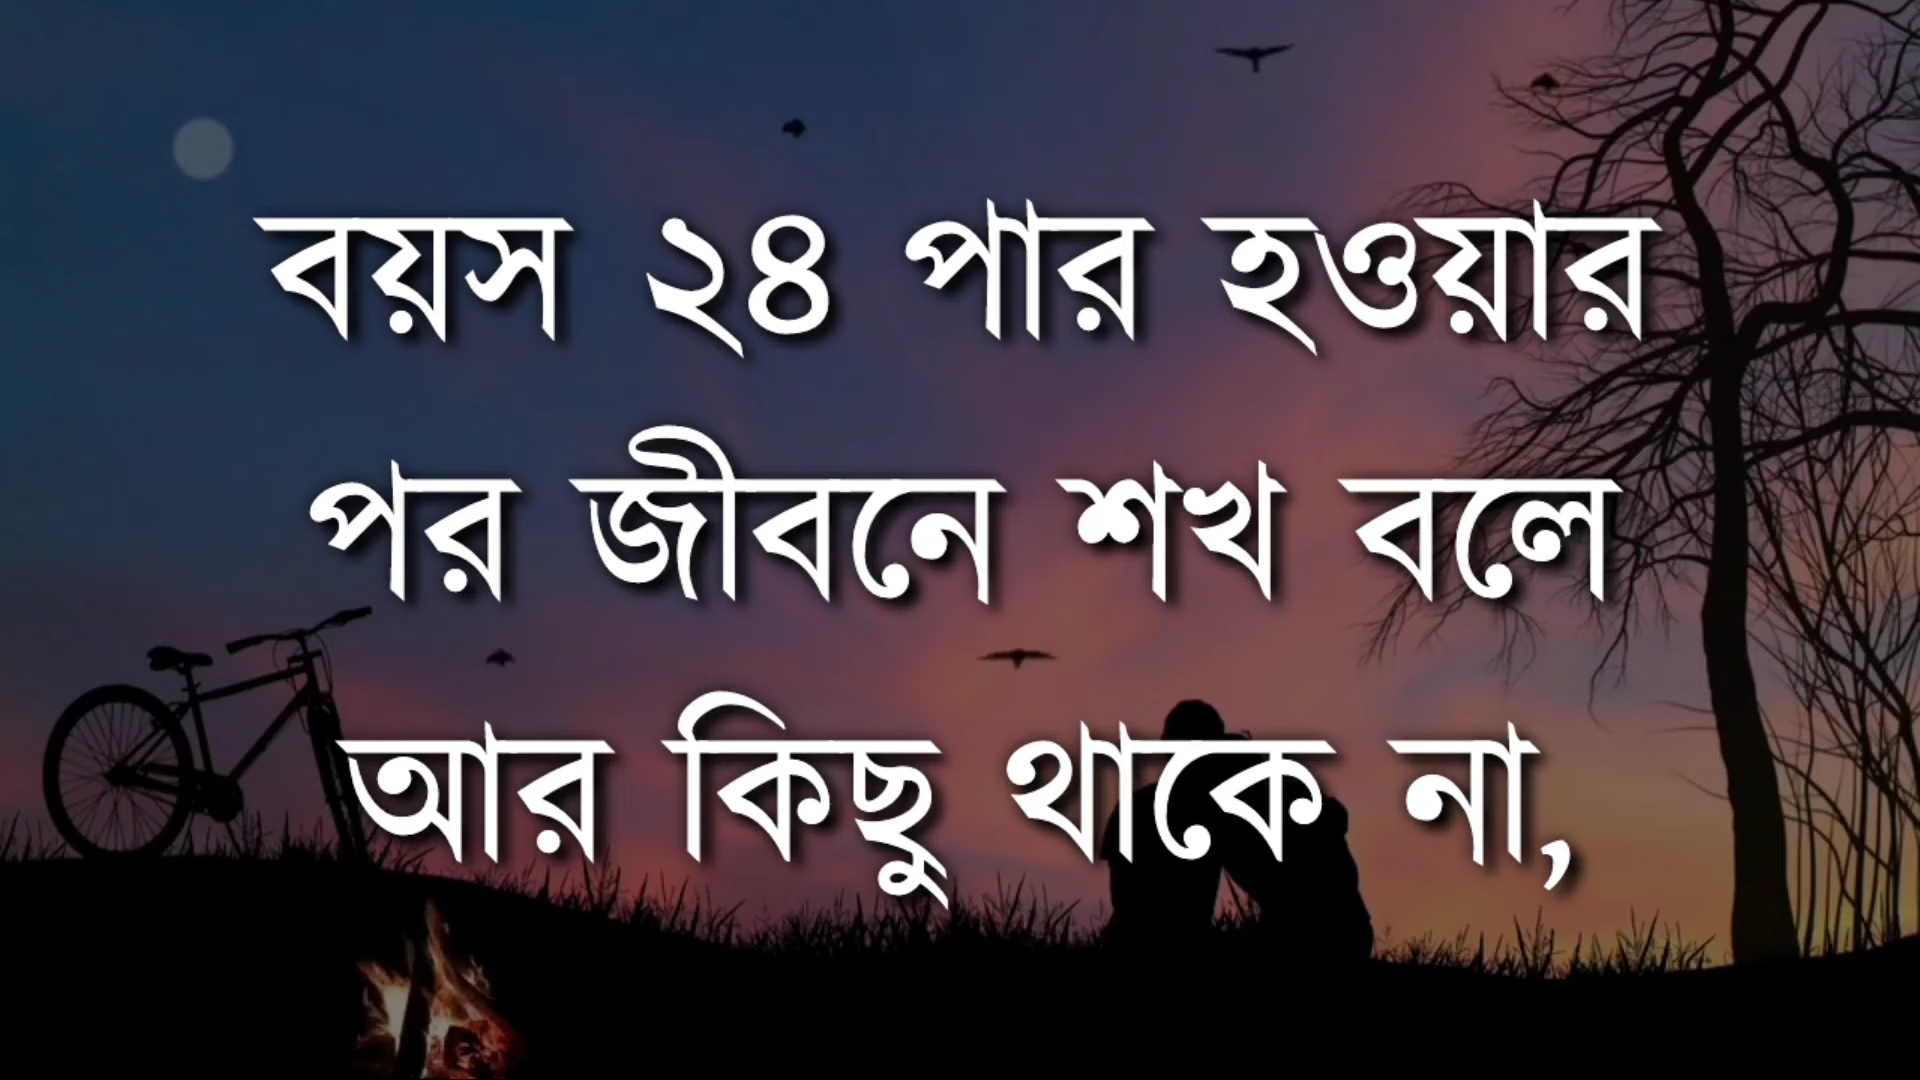 বয়স ২৪ পার হওয়ার
পর জীবনে শখ বলে
আর কিছু থাকে না,